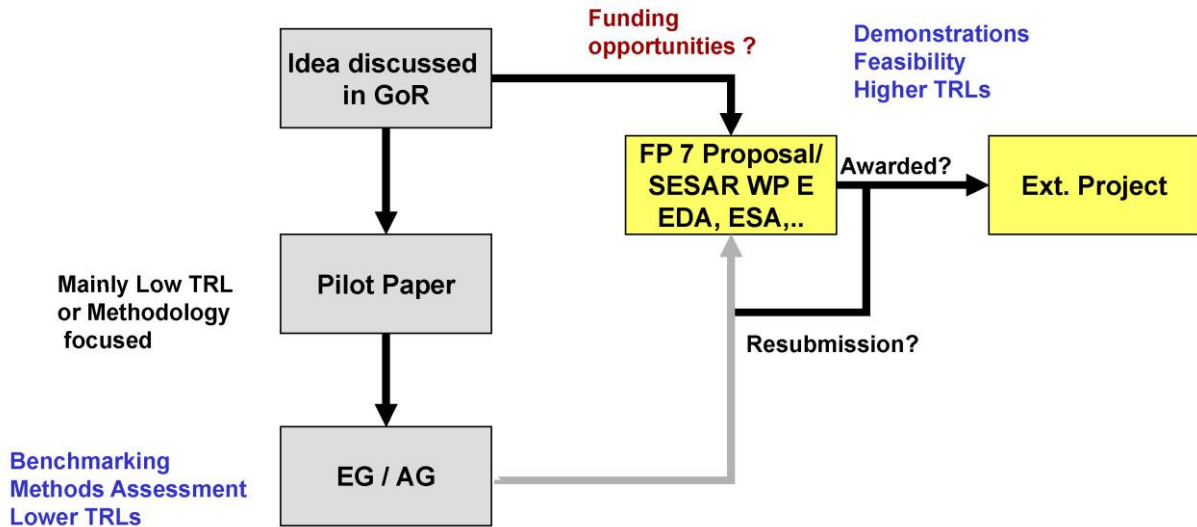 Funding
opportunities ?
Demonstrations
Feasibility
Higher TRLs
Idea discussed
in GoR
FP 7 Proposal/
SESAR WP E
EDA, ESA,..
Awarded?
Ext. Project
Mainly Low TRL
or Methodology
focused
Pilot Paper
Resubmission?
Benchmarking
Methods Assessment
Lower TRLs
EG / AG